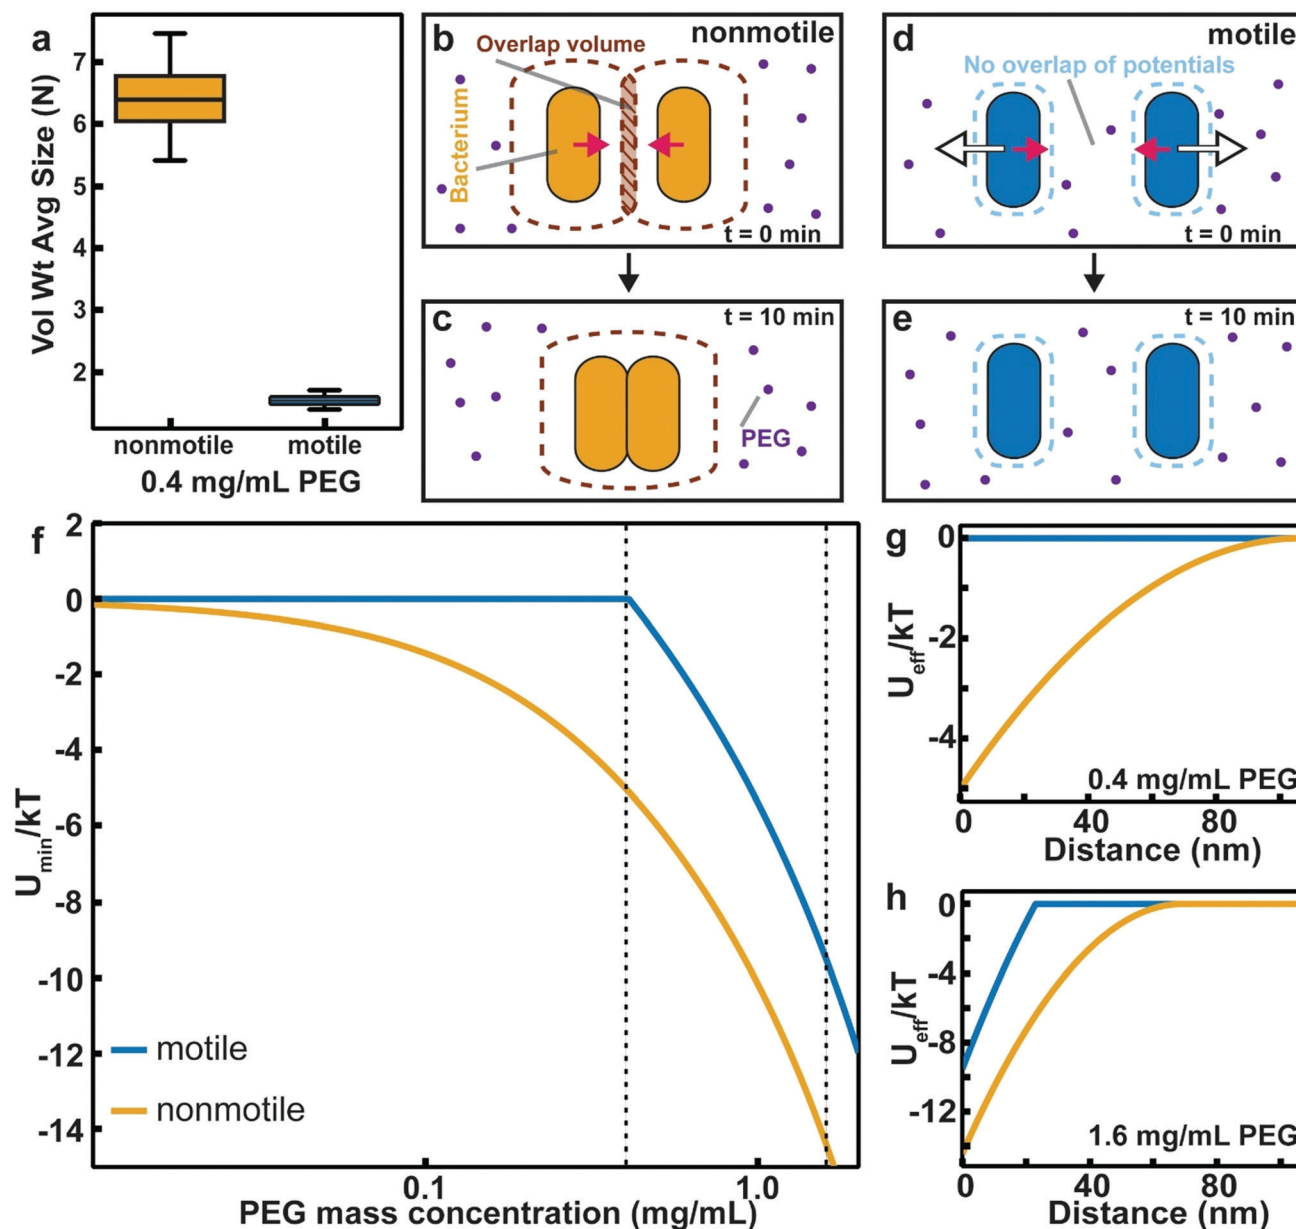 a
Vol Wt Avg Size (N)
7
6
5
4
3
2
nonmotile
motile
0.4 mg/mL PEG
b
nonmotile
Overlap volume
Bacterium
t = 0 min
c
t = 10 min
PEG
d
motile
No overlap of potentials
t = 0 min
e
t = 10 min
f
U_min/kT
2
0
-2
-4
-6
-8
-10
-12
-14
motile
nonmotile
0.1
1.0
PEG mass concentration (mg/mL)
g
U_eff/kT
0
-2
-4
0.4 mg/mL PEG
0
40
80
Distance (nm)
h
U_eff/kT
0
-4
-8
-12
1.6 mg/mL PEG
0
40
80
Distance (nm)